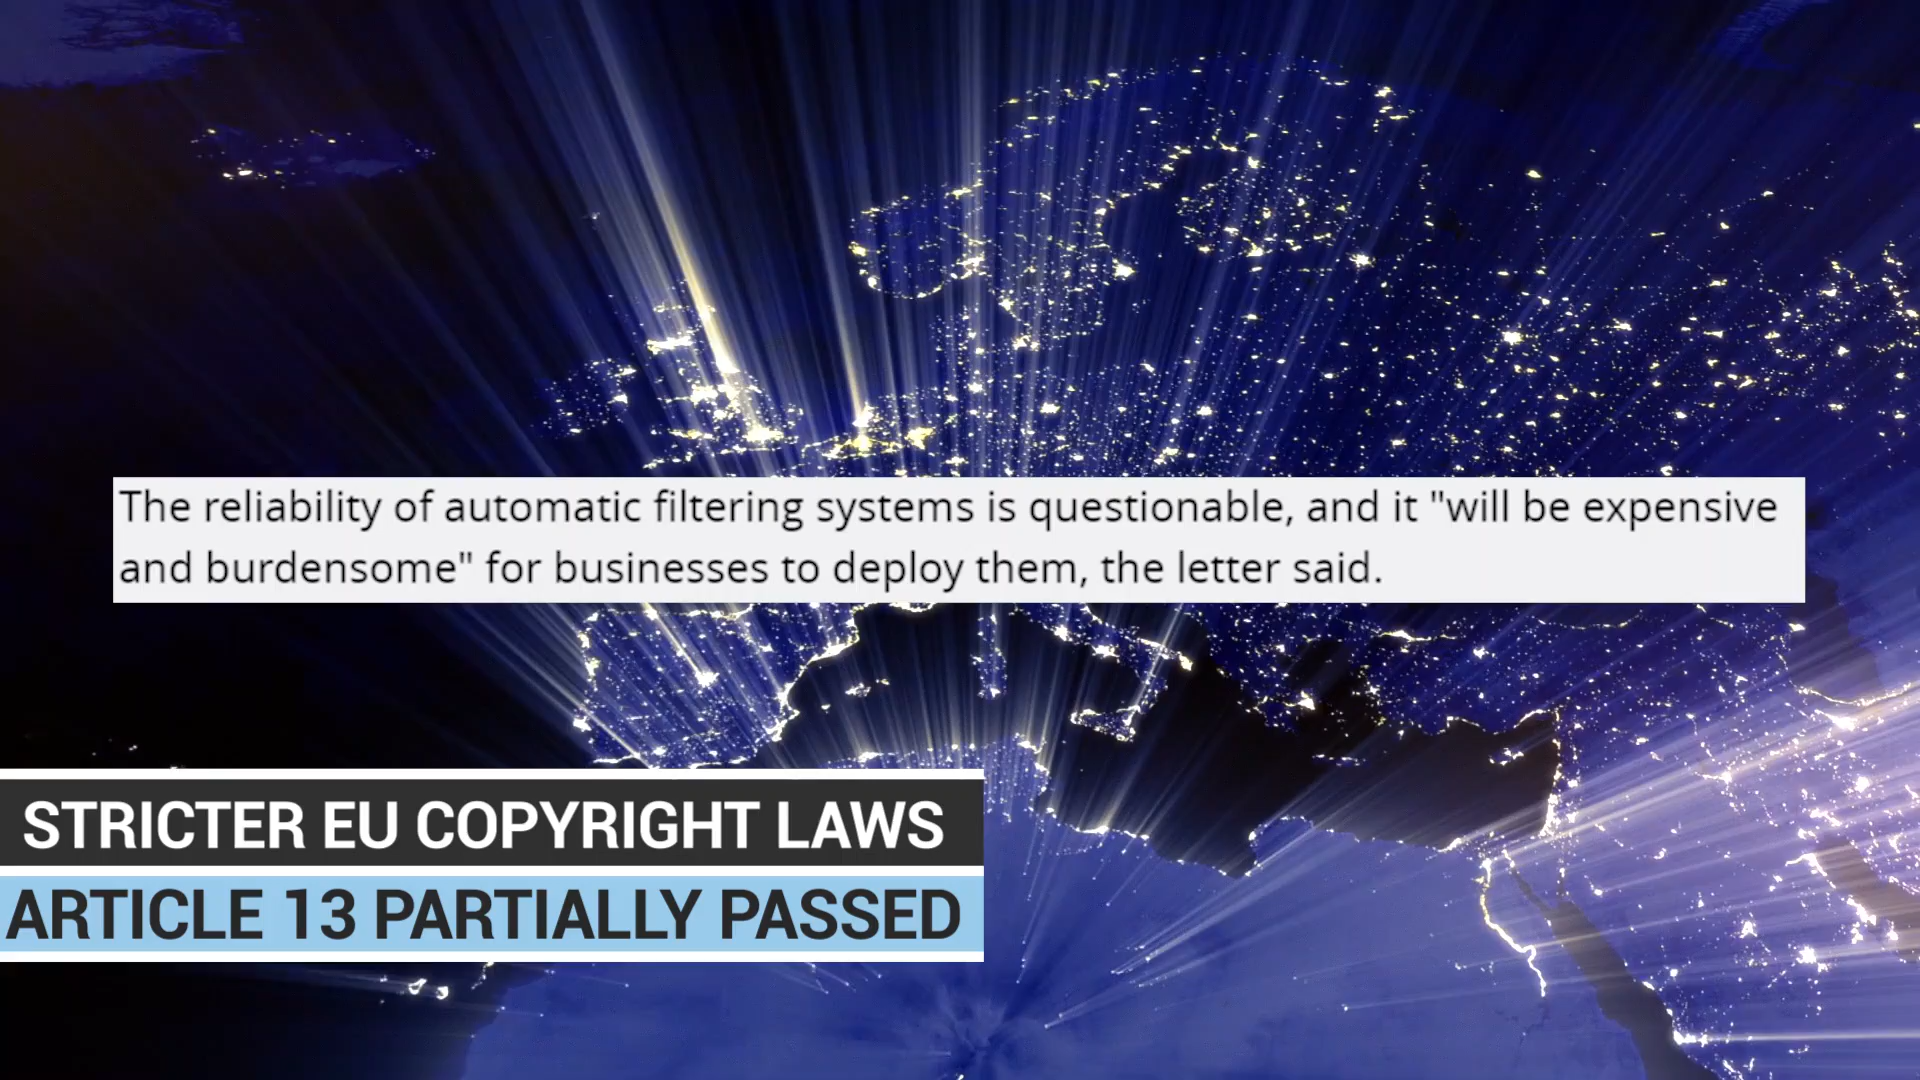 The reliability of automatic filtering systems is questionable, and it "will be expensive
and burdensome" for businesses to deploy them, the letter said.
STRICTER EU COPYRIGHT LAWS
ARTICLE 13 PARTIALLY PASSED